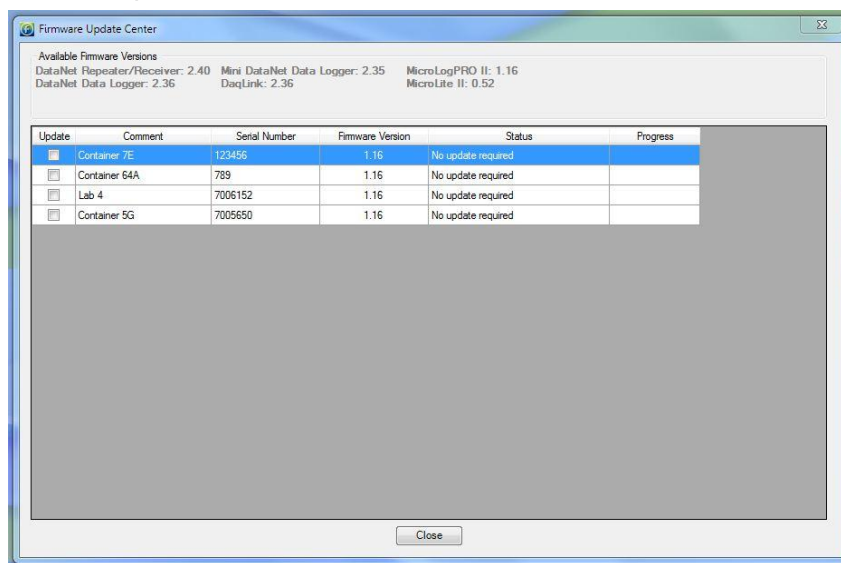 Firmware Update Center
Available Firmware Versions
DataNet Repeater/Receiver: 2.40 Mini DataNet Data Logger: 2.35 MicroLogPRO II: 1.16
DataNet Data Logger: 2.36 DaqLink: 2.36 MicroLite II: 0.52
Update Comment Serial Number Firmware Version Status Progress
Container 7E 123456 1.16 No update required
Container 64A 789 1.16 No update required
Lab 4 7006152 1.16 No update required
Container 5G 7005650 1.16 No update required
Close